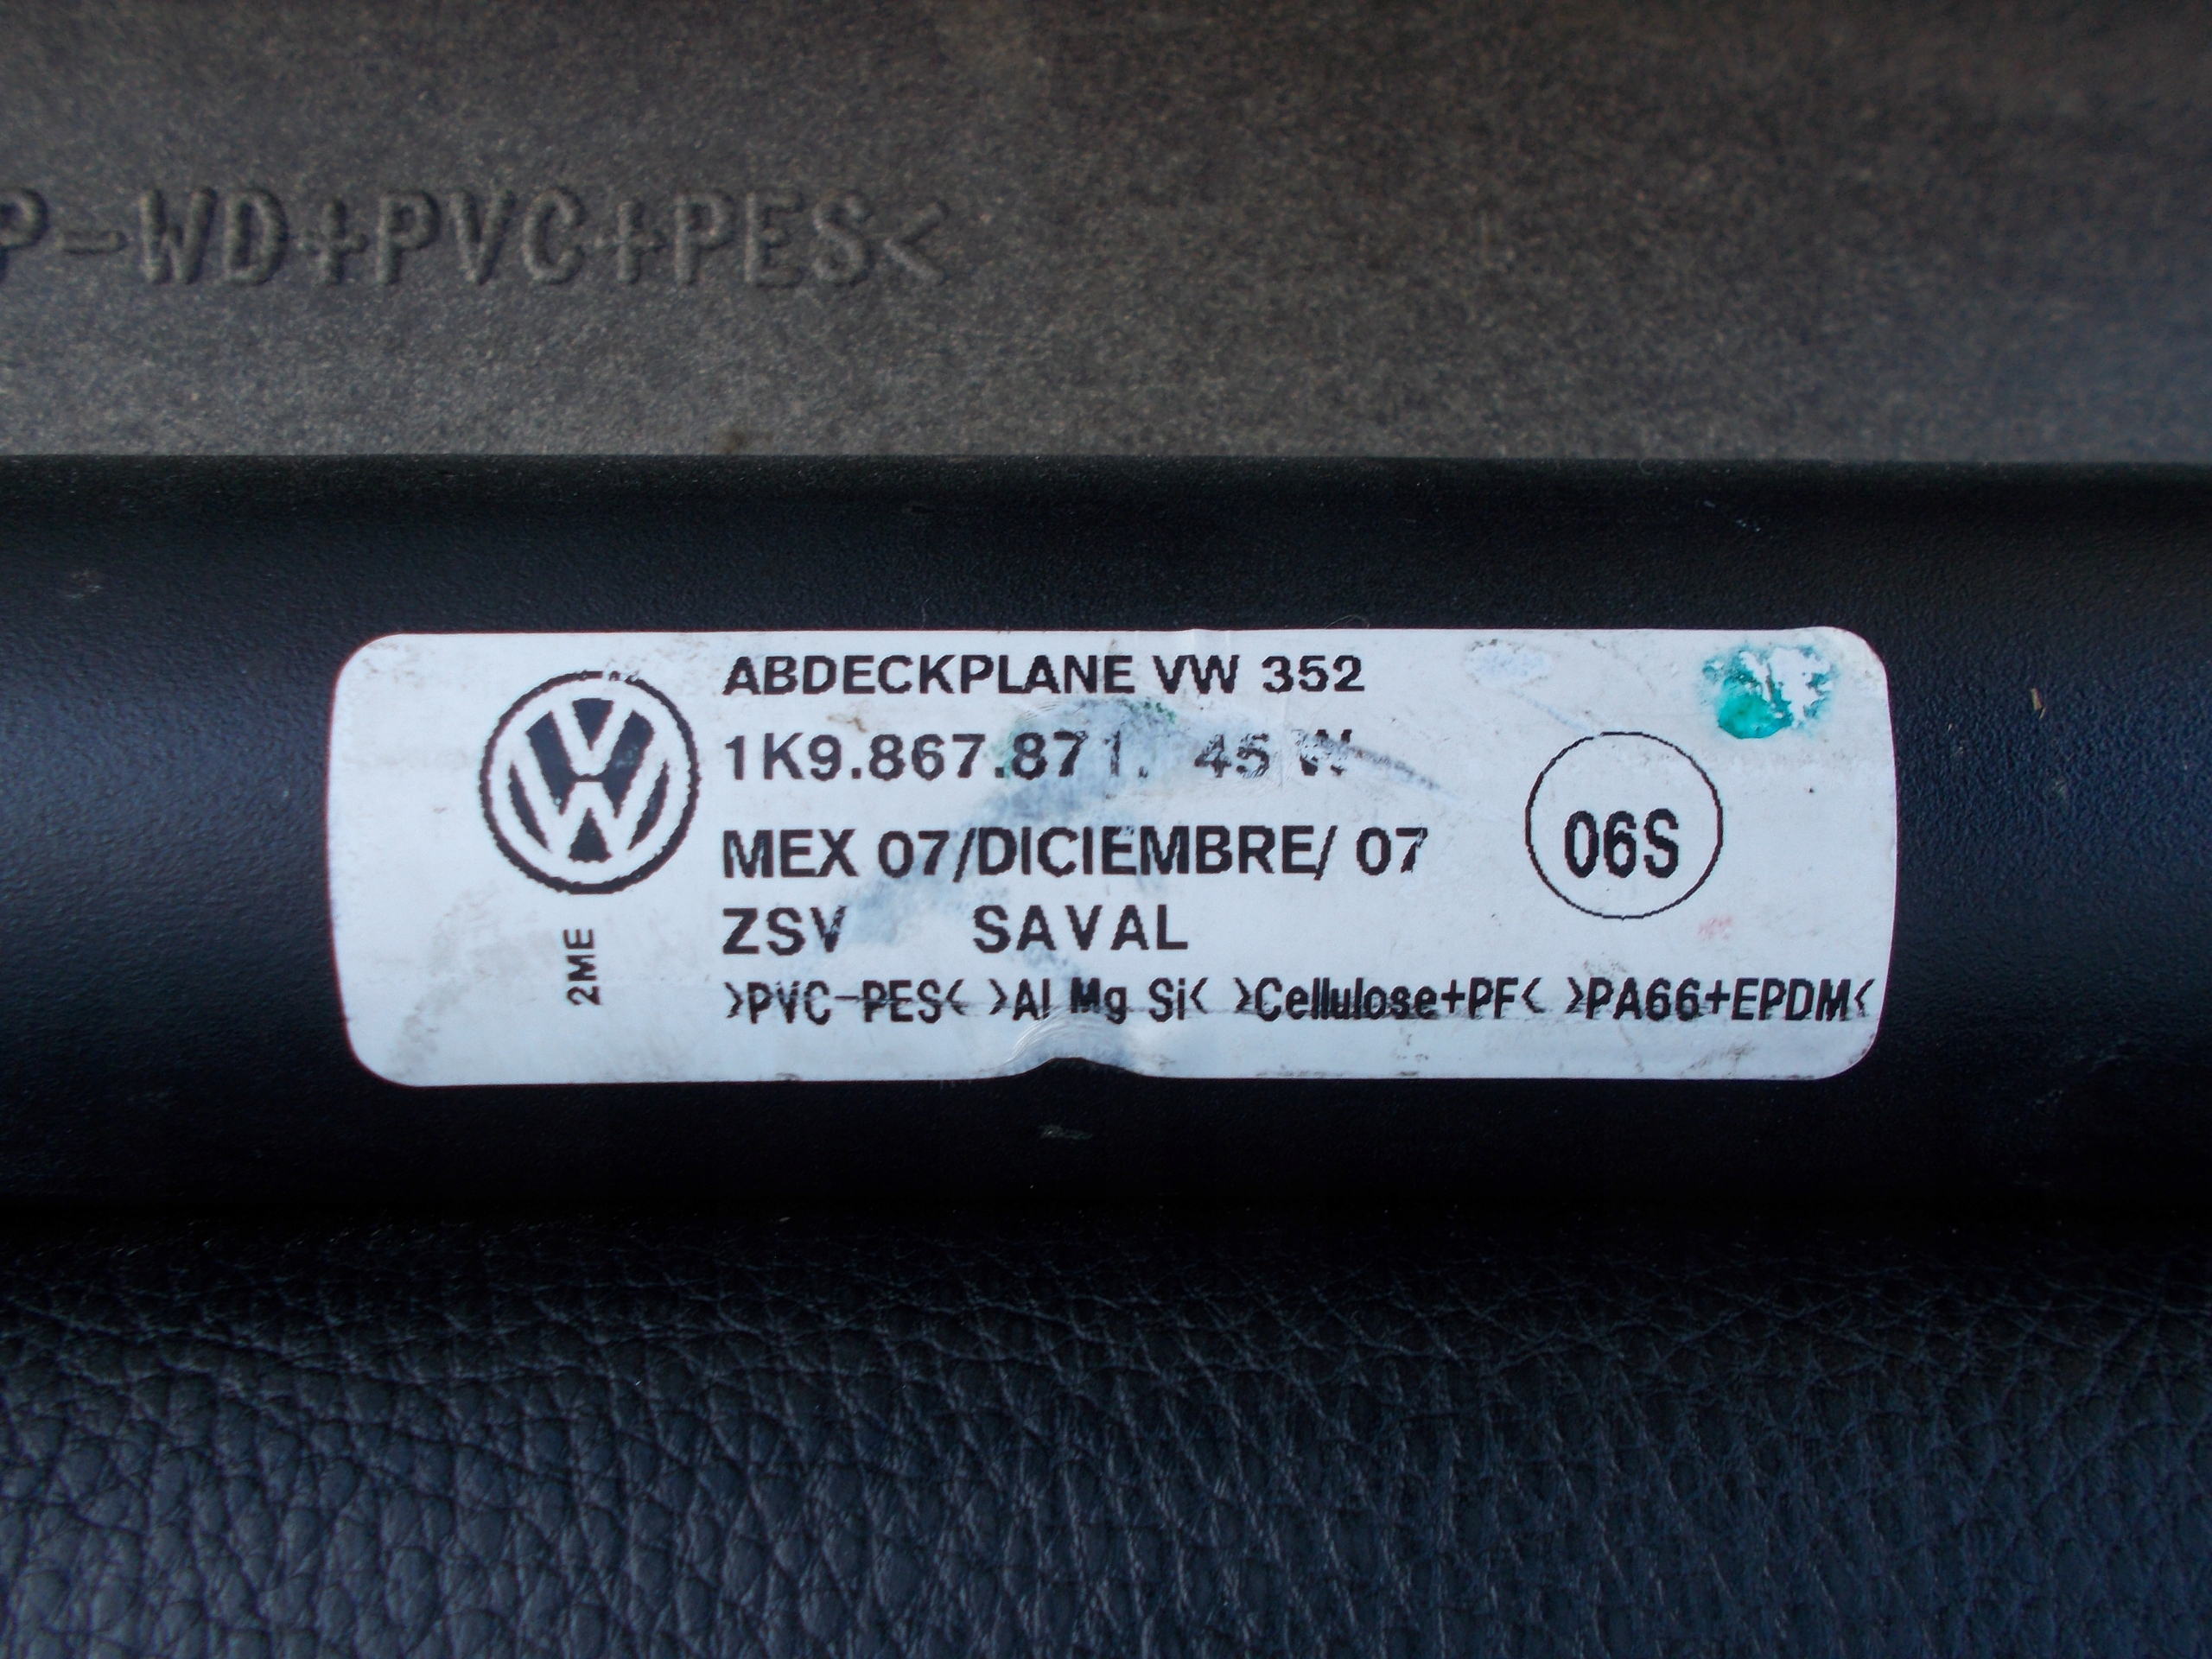 P-WD+PVC+PES<
ABDECKPLANE VW 352
1K9.867.871. 45 W
MEX 07/DICIEMBRE/ 07
06S
ZSV SAVAL
2ME
>PVC-PES< >Al Mg Si< >Cellulose+PF< >PA66+EPDM<